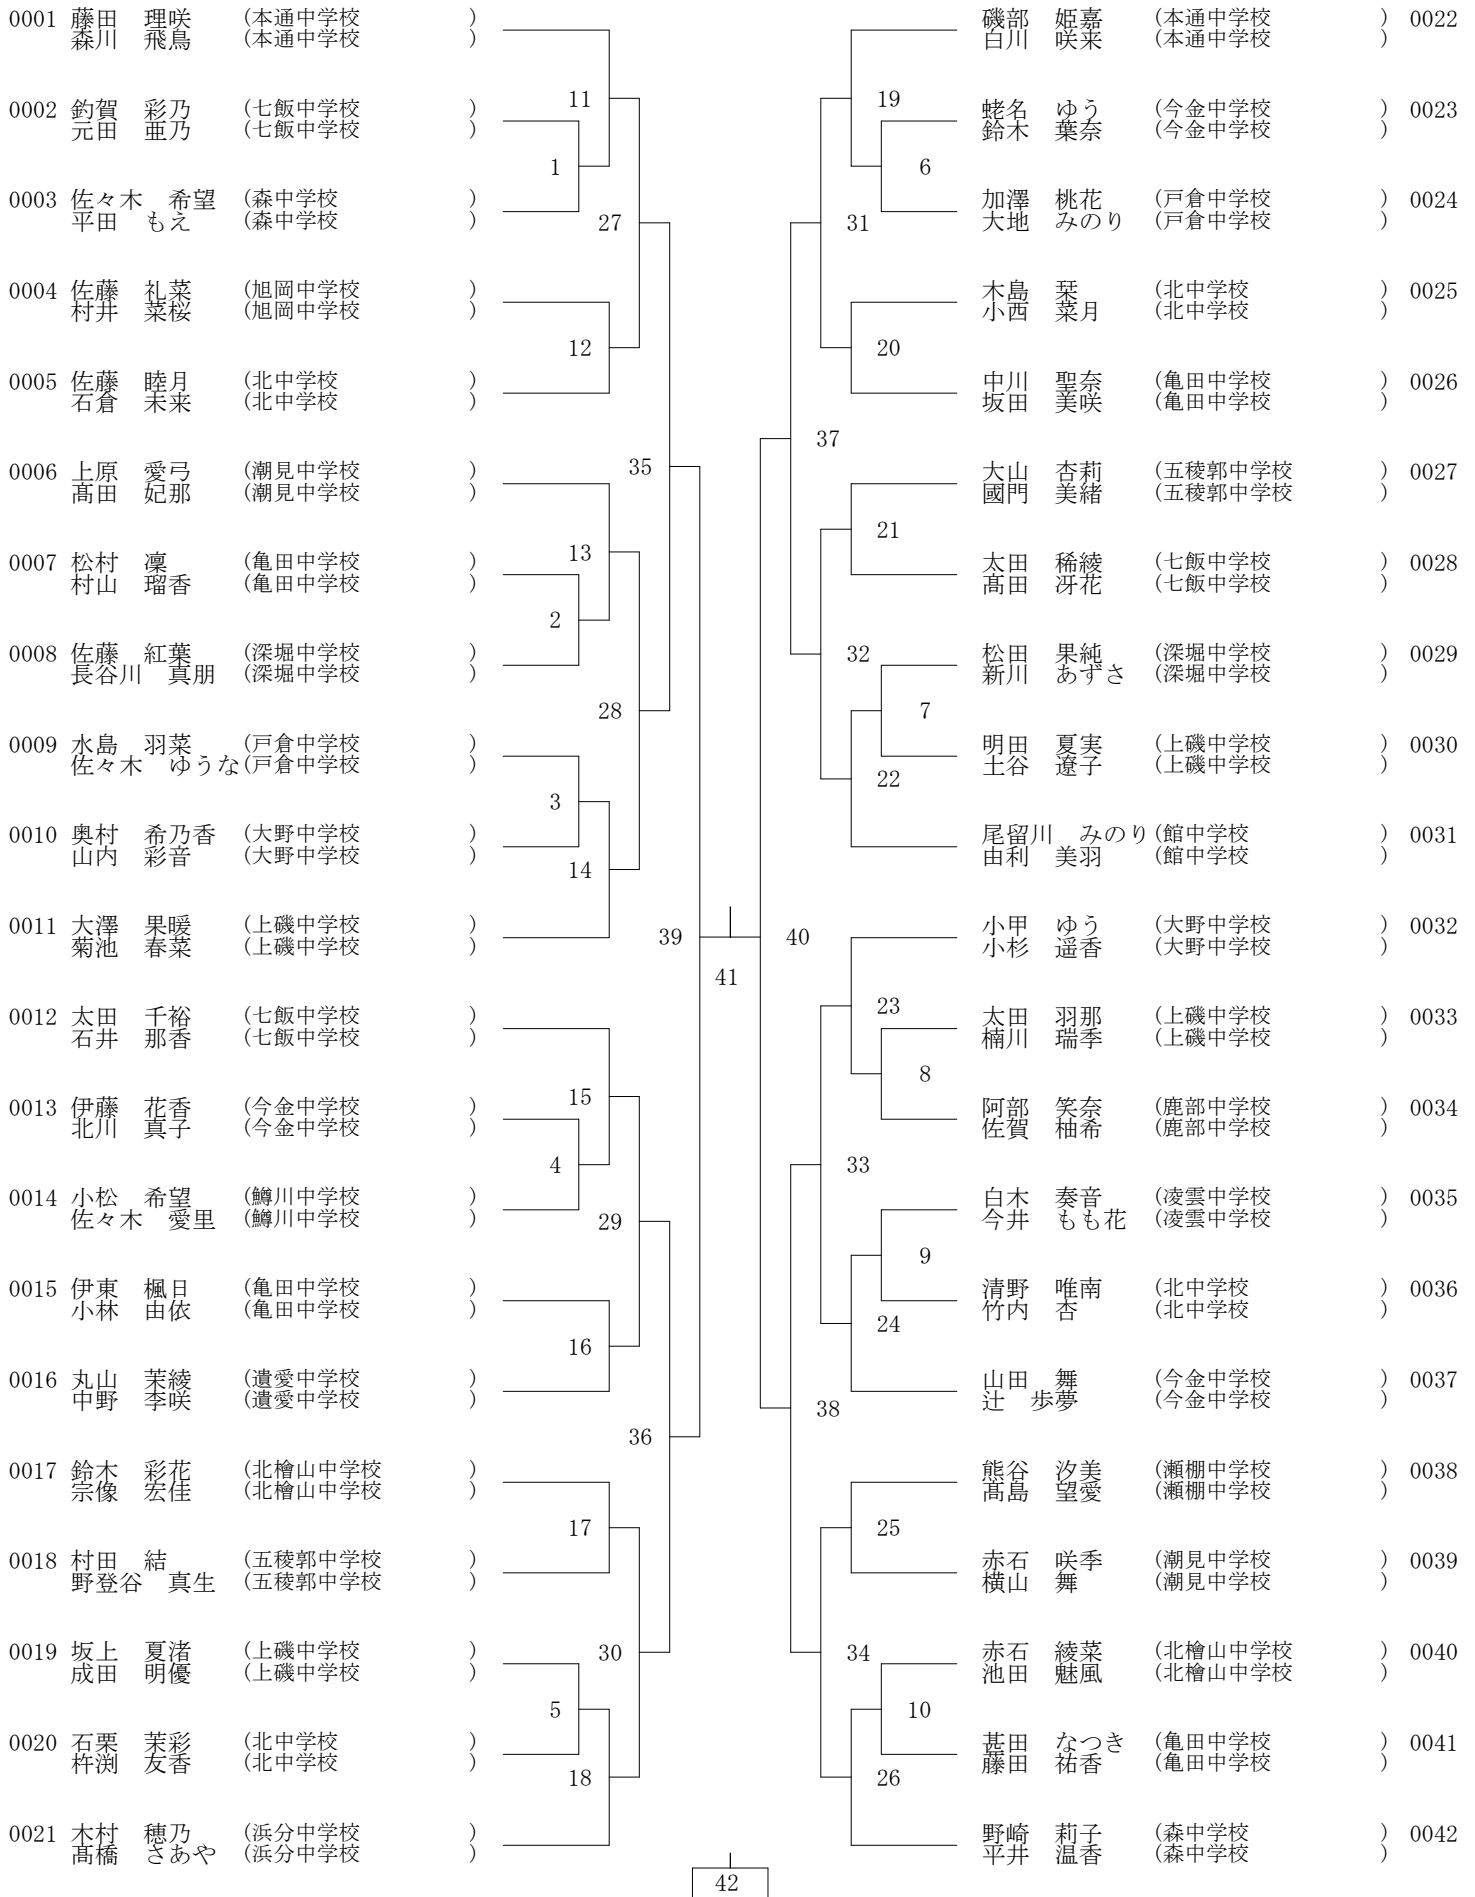 0001 藤田　理咲 (本通中学校 )
森川　飛鳥 (本通中学校 )
11
0002 釣賀　彩乃 (七飯中学校 )
元田　亜乃 (七飯中学校 )
1
0003 佐々木　希望 (森中学校 )
平田　もえ (森中学校 )
27
0004 佐藤　礼菜 (旭岡中学校 )
村井　菜桜 (旭岡中学校 )
12
0005 佐藤　睦月 (北中学校 )
石倉　未来 (北中学校 )
35
0006 上原　愛弓 (潮見中学校 )
髙田　妃那 (潮見中学校 )
13
0007 松村　凜 (亀田中学校 )
村山　瑠香 (亀田中学校 )
2
0008 佐藤　紅葉 (深堀中学校 )
長谷川　真朋 (深堀中学校 )
28
0009 水島　羽菜 (戸倉中学校 )
佐々木　ゆうな (戸倉中学校 )
3
0010 奥村　希乃香 (大野中学校 )
山内　彩音 (大野中学校 )
14
0011 大澤　果暖 (上磯中学校 )
菊池　春菜 (上磯中学校 )
39
0012 太田　千裕 (七飯中学校 )
石井　那香 (七飯中学校 )
15
0013 伊藤　花香 (今金中学校 )
北川　真子 (今金中学校 )
4
0014 小松　希望 (鱒川中学校 )
佐々木　愛里 (鱒川中学校 )
29
0015 伊東　楓日 (亀田中学校 )
小林　由依 (亀田中学校 )
16
0016 丸山　茉綾 (遺愛中学校 )
中野　李咲 (遺愛中学校 )
36
0017 鈴木　彩花 (北檜山中学校 )
宗像　宏佳 (北檜山中学校 )
17
0018 村田　結 (五稜郭中学校 )
野登谷　真生 (五稜郭中学校 )
30
0019 坂上　夏渚 (上磯中学校 )
成田　明優 (上磯中学校 )
5
0020 石栗　茉彩 (北中学校 )
杵渕　友香 (北中学校 )
18
0021 木村　穂乃 (浜分中学校 )
髙橋　さあや (浜分中学校 )
41
42
磯部　姫嘉 (本通中学校 ) 0022
白川　咲来 (本通中学校 )
19
蛯名　ゆう (今金中学校 ) 0023
鈴木　葉奈 (今金中学校 )
6
加澤　桃花 (戸倉中学校 ) 0024
大地　みのり (戸倉中学校 )
31
木島　栞 (北中学校 ) 0025
小西　菜月 (北中学校 )
20
中川　聖奈 (亀田中学校 ) 0026
坂田　美咲 (亀田中学校 )
37
大山　杏莉 (五稜郭中学校 ) 0027
國門　美緒 (五稜郭中学校 )
21
太田　稀綾 (七飯中学校 ) 0028
髙田　冴花 (七飯中学校 )
32
松田　果純 (深堀中学校 ) 0029
新川　あずさ (深堀中学校 )
7
明田　夏実 (上磯中学校 ) 0030
土谷　遼子 (上磯中学校 )
22
尾留川　みのり (館中学校 ) 0031
由利　美羽 (館中学校 )
40
小甲　ゆう (大野中学校 ) 0032
小杉　遥香 (大野中学校 )
23
太田　羽那 (上磯中学校 ) 0033
楠川　瑞季 (上磯中学校 )
8
阿部　笑奈 (鹿部中学校 ) 0034
佐賀　柚希 (鹿部中学校 )
33
白木　奏音 (凌雲中学校 ) 0035
今井　もも花 (凌雲中学校 )
9
清野　唯南 (北中学校 ) 0036
竹内　杏 (北中学校 )
24
山田　舞 (今金中学校 ) 0037
辻　歩夢 (今金中学校 )
38
熊谷　汐美 (瀬棚中学校 ) 0038
髙島　望愛 (瀬棚中学校 )
25
赤石　咲季 (潮見中学校 ) 0039
横山　舞 (潮見中学校 )
34
赤石　綾菜 (北檜山中学校 ) 0040
池田　魅風 (北檜山中学校 )
10
甚田　なつき (亀田中学校 ) 0041
藤田　祐香 (亀田中学校 )
26
野崎　莉子 (森中学校 ) 0042
平井　温香 (森中学校 )